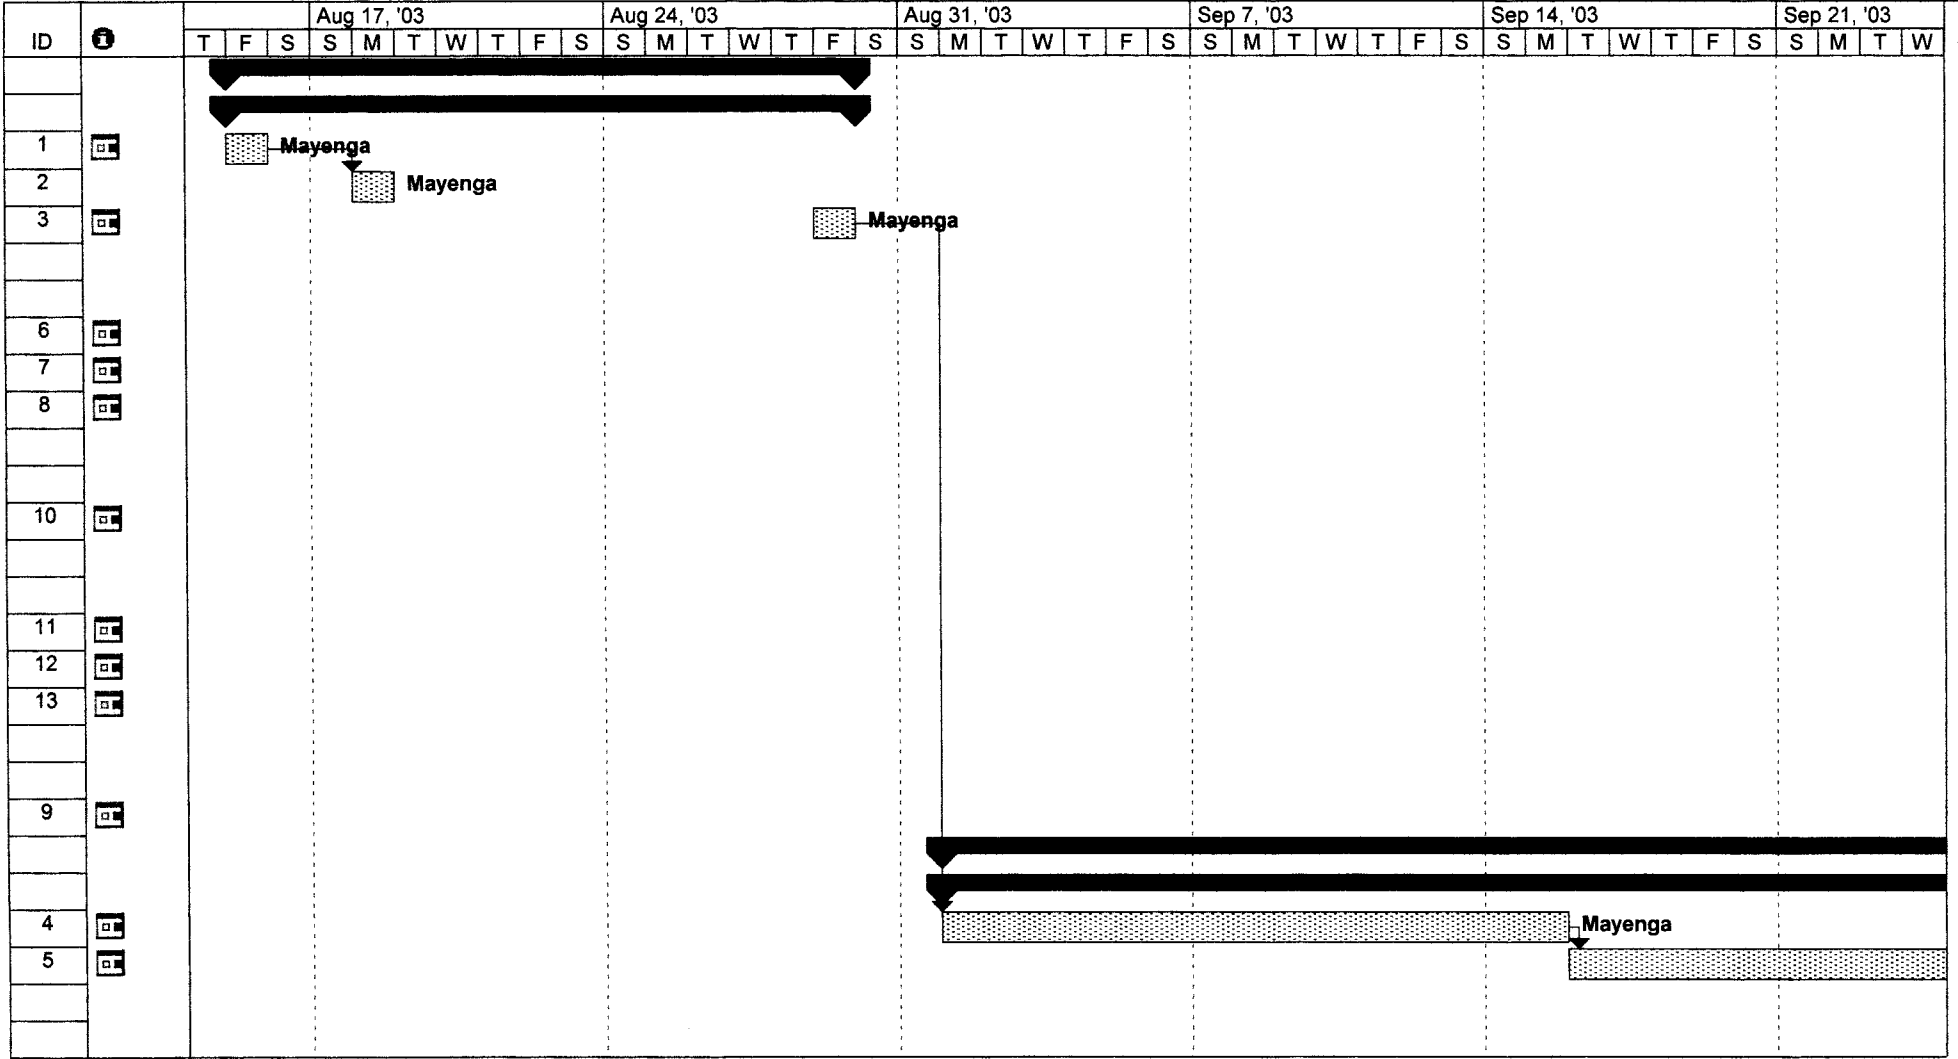 Aug 17, '03 Aug 24, '03 Aug 31, '03 Sep 7, '03 Sep 14, '03 Sep 21, '03
ID i T F S S M T W T F S S M T W T F S S M T W T F S S M T W T F S S M T W T F S S M T W
1 Mayenga
2 Mayenga
3 Mayenga
6
7
8
10
11
12
13
9
4 Mayenga
5